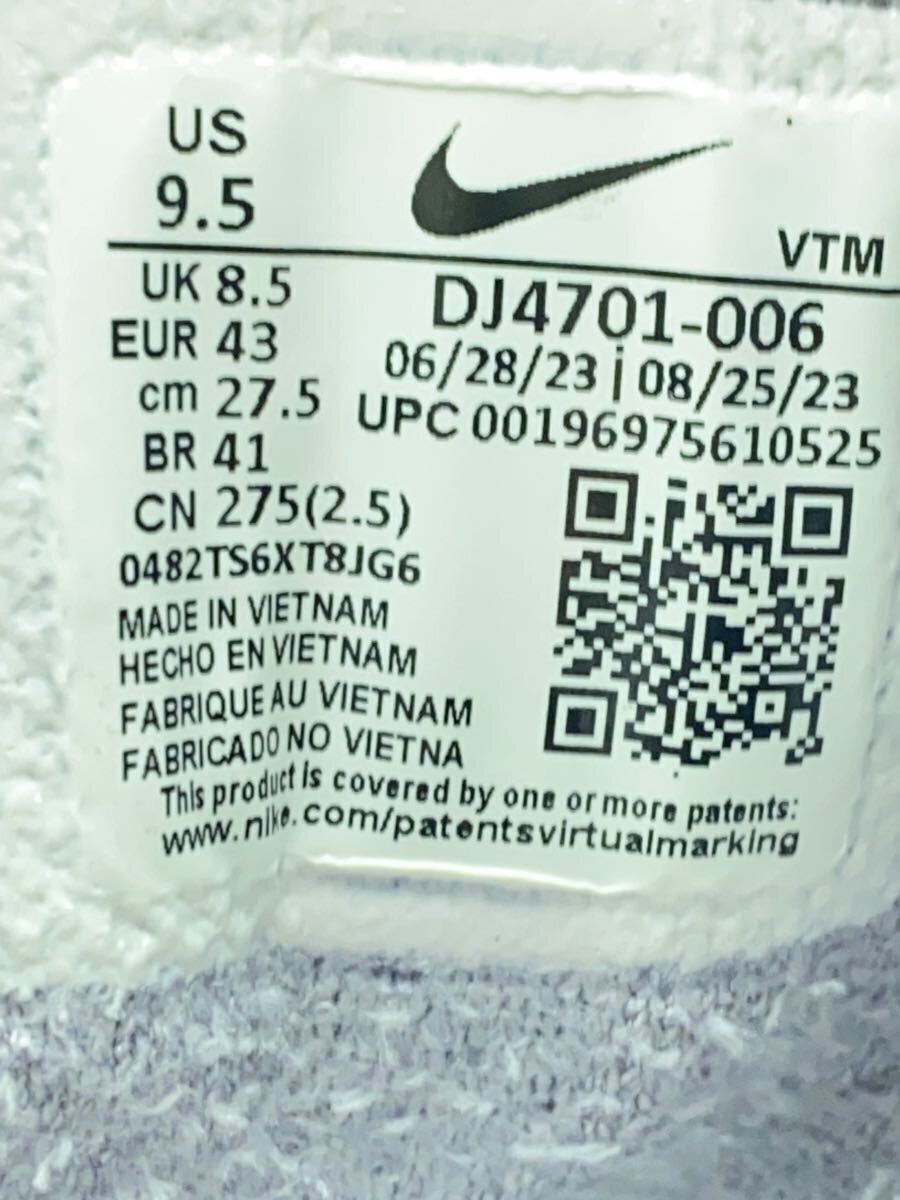 US
9.5
VTM
UK 8.5
EUR 43
cm 27.5
BR 41
CN 275(2.5)
DJ4701-006
06/28/23 | 08/25/23
UPC 00196975610525
0482TS6XT8JG6
MADE IN VIETNAM
HECHO EN VIETNAM
FABRIQUE AU VIETNAM
FABRICADO NO VIETNA
This product is covered by one or more patents:
www.nike.com/patentsvirtualmarking